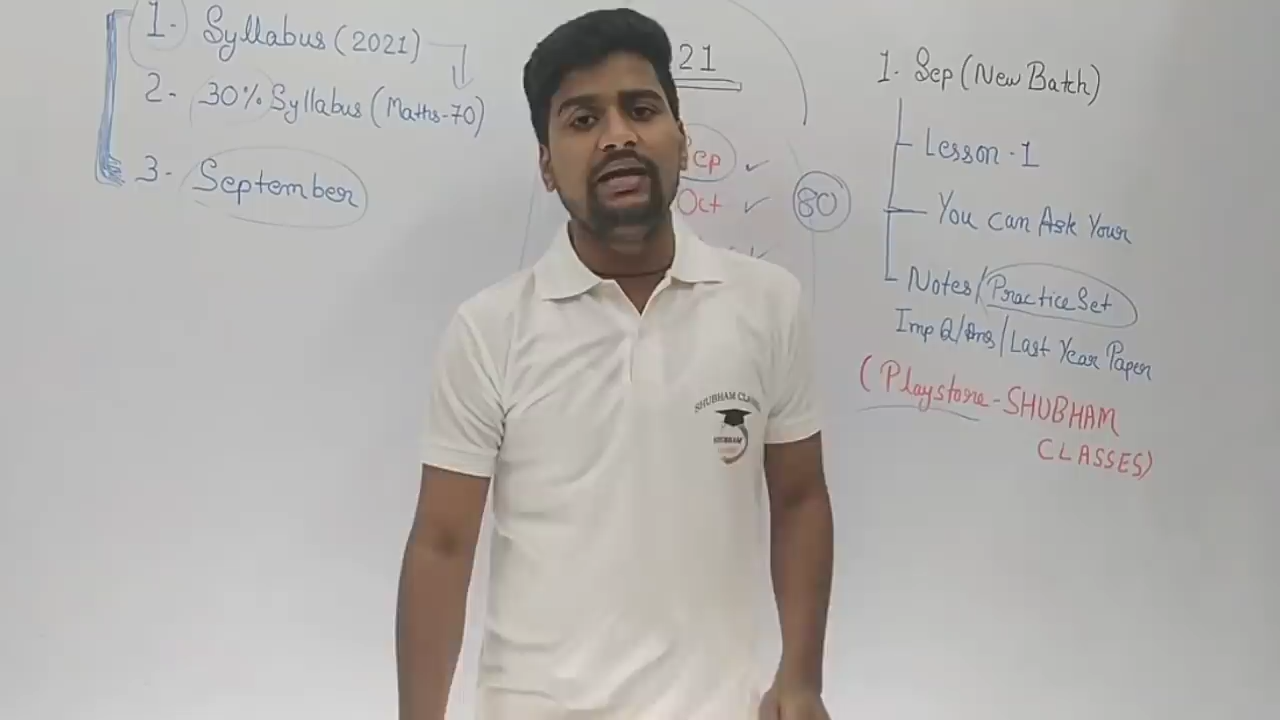 1- Syllabus (2021)
2- 30% Syllabus (Maths-70)
3- September
21
Sep ✓
Oct ✓
80
1- Sep (New Batch)
Lesson-1
You can Ask Your
Notes/Practice Set
Imp Q/Ans/Last Year Paper
(Playstore-SHUBHAM
CLASSES)
SHUBHAM CLASSES
SHUBHAM